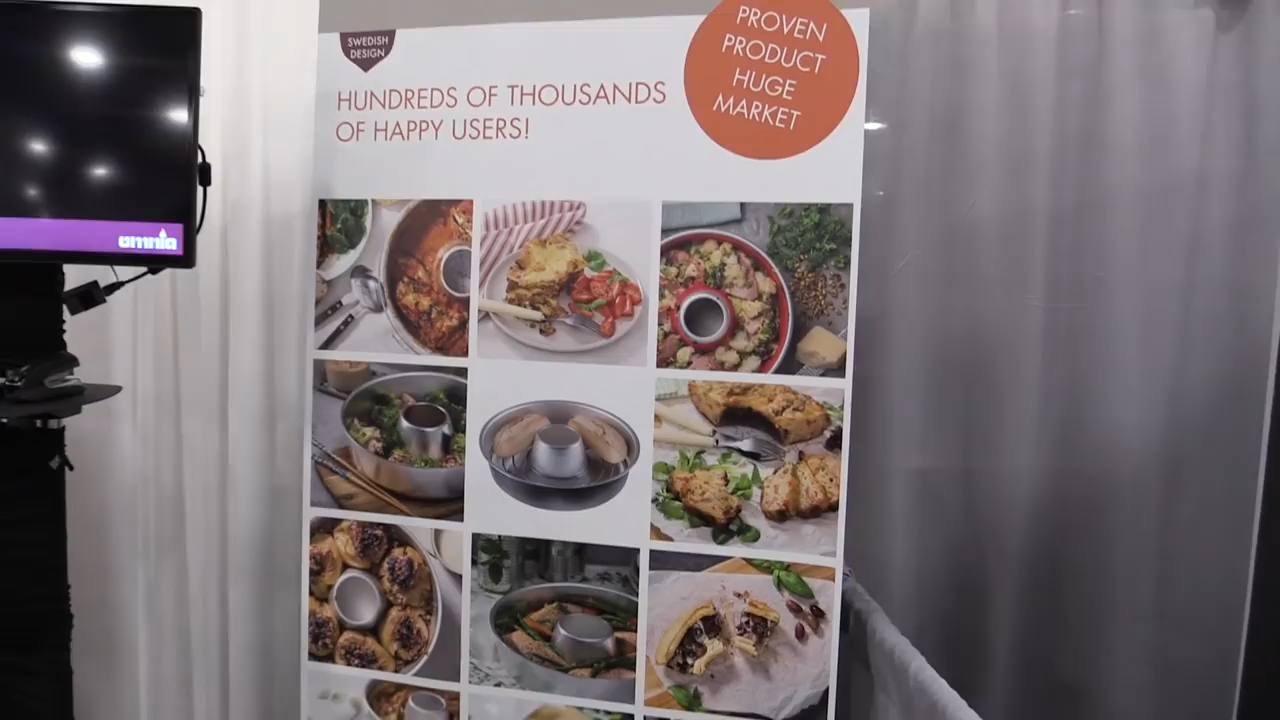 SWEDISH
DESIGN
HUNDREDS OF THOUSANDS
OF HAPPY USERS!
PROVEN
PRODUCT
HUGE
MARKET
omnia